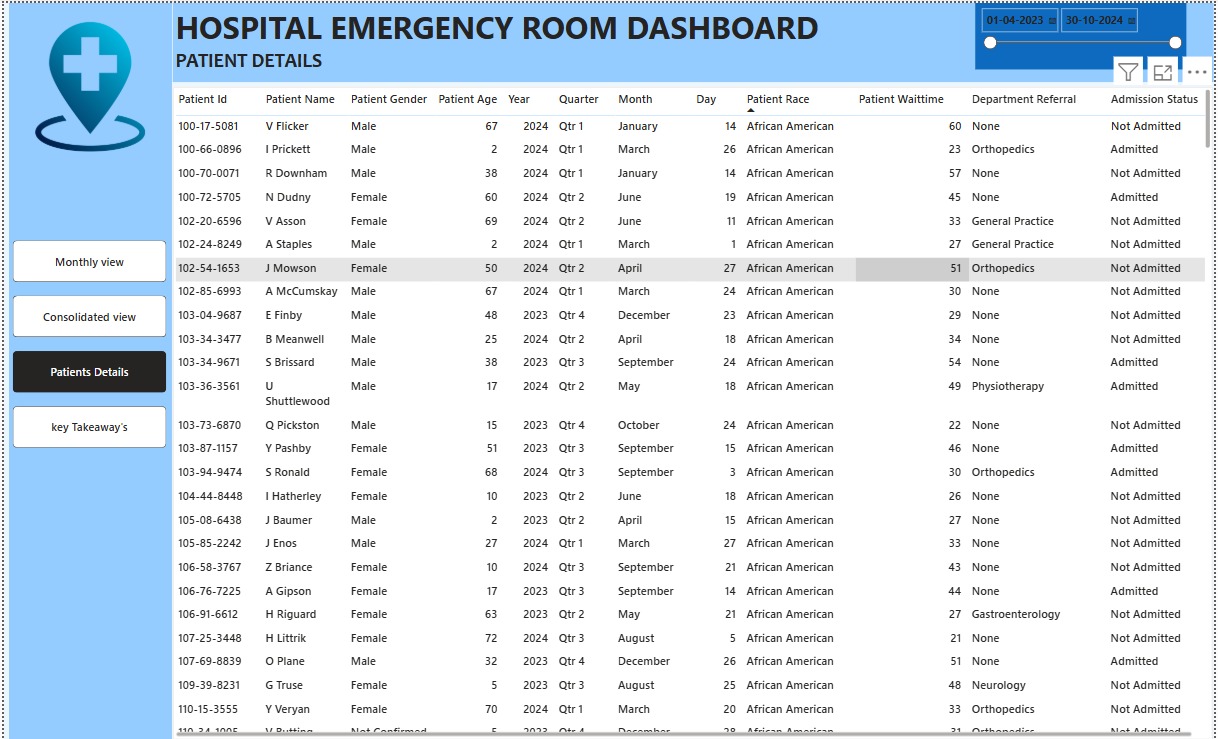 HOSPITAL EMERGENCY ROOM DASHBOARD
PATIENT DETAILS
01-04-2023 30-10-2024
Monthly view
Consolidated view
Patients Details
key Takeaway's
Patient Id Patient Name Patient Gender Patient Age Year Quarter Month Day Patient Race Patient Waittime Department Referral Admission Status
100-17-5081 V Flicker Male 67 2024 Qtr 1 January 14 African American 60 None Not Admitted
100-66-0896 I Prickett Male 2 2024 Qtr 1 March 26 African American 23 Orthopedics Admitted
100-70-0071 R Downham Male 38 2024 Qtr 1 January 14 African American 57 None Not Admitted
100-72-5705 N Dudny Female 60 2024 Qtr 2 June 19 African American 45 None Admitted
102-20-6596 V Asson Female 69 2024 Qtr 2 June 11 African American 33 General Practice Not Admitted
102-24-8249 A Staples Male 2 2024 Qtr 1 March 1 African American 27 General Practice Not Admitted
102-54-1653 J Mowson Female 50 2024 Qtr 2 April 27 African American 51 Orthopedics Not Admitted
102-85-6993 A McCumskay Male 67 2024 Qtr 1 March 24 African American 30 None Not Admitted
103-04-9687 E Finby Male 48 2023 Qtr 4 December 23 African American 29 None Not Admitted
103-34-3477 B Meanwell Male 25 2024 Qtr 2 April 18 African American 34 None Not Admitted
103-34-9671 S Brissard Male 38 2023 Qtr 3 September 24 African American 54 None Admitted
103-36-3561 U Male 17 2024 Qtr 2 May 18 African American 49 Physiotherapy Admitted
Shuttlewood
103-73-6870 Q Pickston Male 15 2023 Qtr 4 October 24 African American 22 None Not Admitted
103-87-1157 Y Pashby Female 51 2023 Qtr 3 September 15 African American 46 None Admitted
103-94-9474 S Ronald Female 68 2024 Qtr 3 September 3 African American 30 Orthopedics Admitted
104-44-8448 I Hatherley Female 10 2023 Qtr 2 June 18 African American 26 None Not Admitted
105-08-6438 J Baumer Male 2 2023 Qtr 2 April 15 African American 27 None Not Admitted
105-85-2242 J Enos Male 27 2024 Qtr 1 March 27 African American 33 None Not Admitted
106-58-3767 Z Briance Female 10 2024 Qtr 3 September 21 African American 43 None Not Admitted
106-76-7225 A Gipson Female 17 2023 Qtr 3 September 14 African American 44 None Admitted
106-91-6612 H Riguard Female 63 2024 Qtr 2 May 21 African American 27 Gastroenterology Not Admitted
107-25-3448 H Littrik Female 72 2024 Qtr 3 August 5 African American 21 None Not Admitted
107-69-8839 O Plane Male 32 2023 Qtr 4 December 26 African American 51 None Admitted
109-39-8231 G Truse Female 5 2023 Qtr 3 August 25 African American 48 Neurology Not Admitted
110-15-3555 Y Veryan Female 70 2024 Qtr 1 March 20 African American 33 Orthopedics Not Admitted